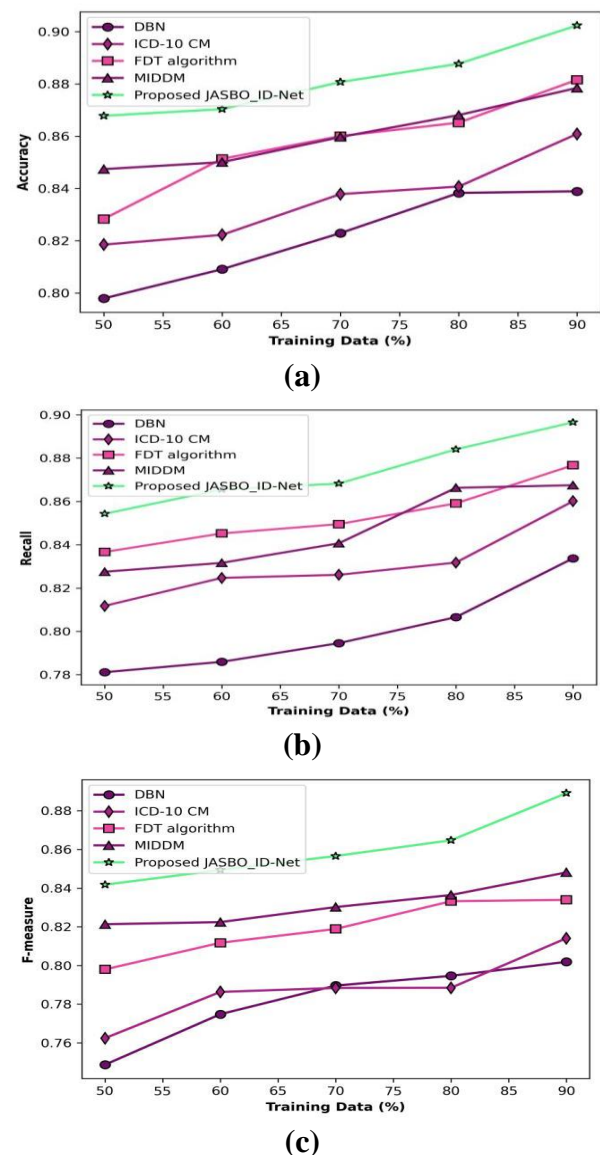 0.90
0.88
0.86
0.84
0.82
0.80
Accuracy
DBN
ICD-10 CM
FDT algorithm
MIDDM
Proposed JASBO_ID-Net
50 55 60 65 70 75 80 85 90
Training Data (%)
(a)
0.90
0.88
0.86
0.84
0.82
0.80
0.78
Recall
DBN
ICD-10 CM
FDT algorithm
MIDDM
Proposed JASBO_ID-Net
50 55 60 65 70 75 80 85 90
Training Data (%)
(b)
0.88
0.86
0.84
0.82
0.80
0.78
0.76
F-measure
DBN
ICD-10 CM
FDT algorithm
MIDDM
Proposed JASBO_ID-Net
50 55 60 65 70 75 80 85 90
Training Data (%)
(c)